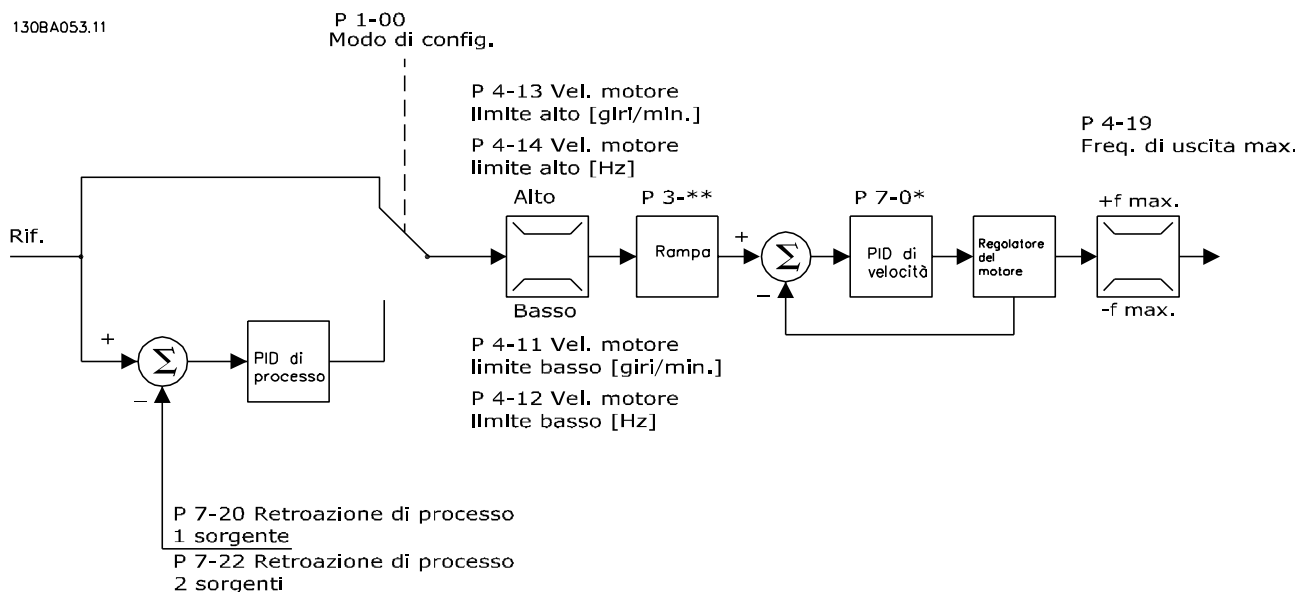 130BA053.11
P 1-00
Modo di config.
P 4-13 Vel. motore
limite alto [giri/min.]
P 4-14 Vel. motore
limite alto [Hz]
P 4-19
Freq. di uscita max.
Alto
P 3-**
P 7-0*
+f max.
Rif.
Rampa
+
Σ
−
PID di
velocità
Regolatore
del
motore
Basso
-f max.
P 4-11 Vel. motore
limite basso [giri/min.]
P 4-12 Vel. motore
limite basso [Hz]
+
Σ
−
PID di
processo
P 7-20 Retroazione di processo
1 sorgente
P 7-22 Retroazione di processo
2 sorgenti